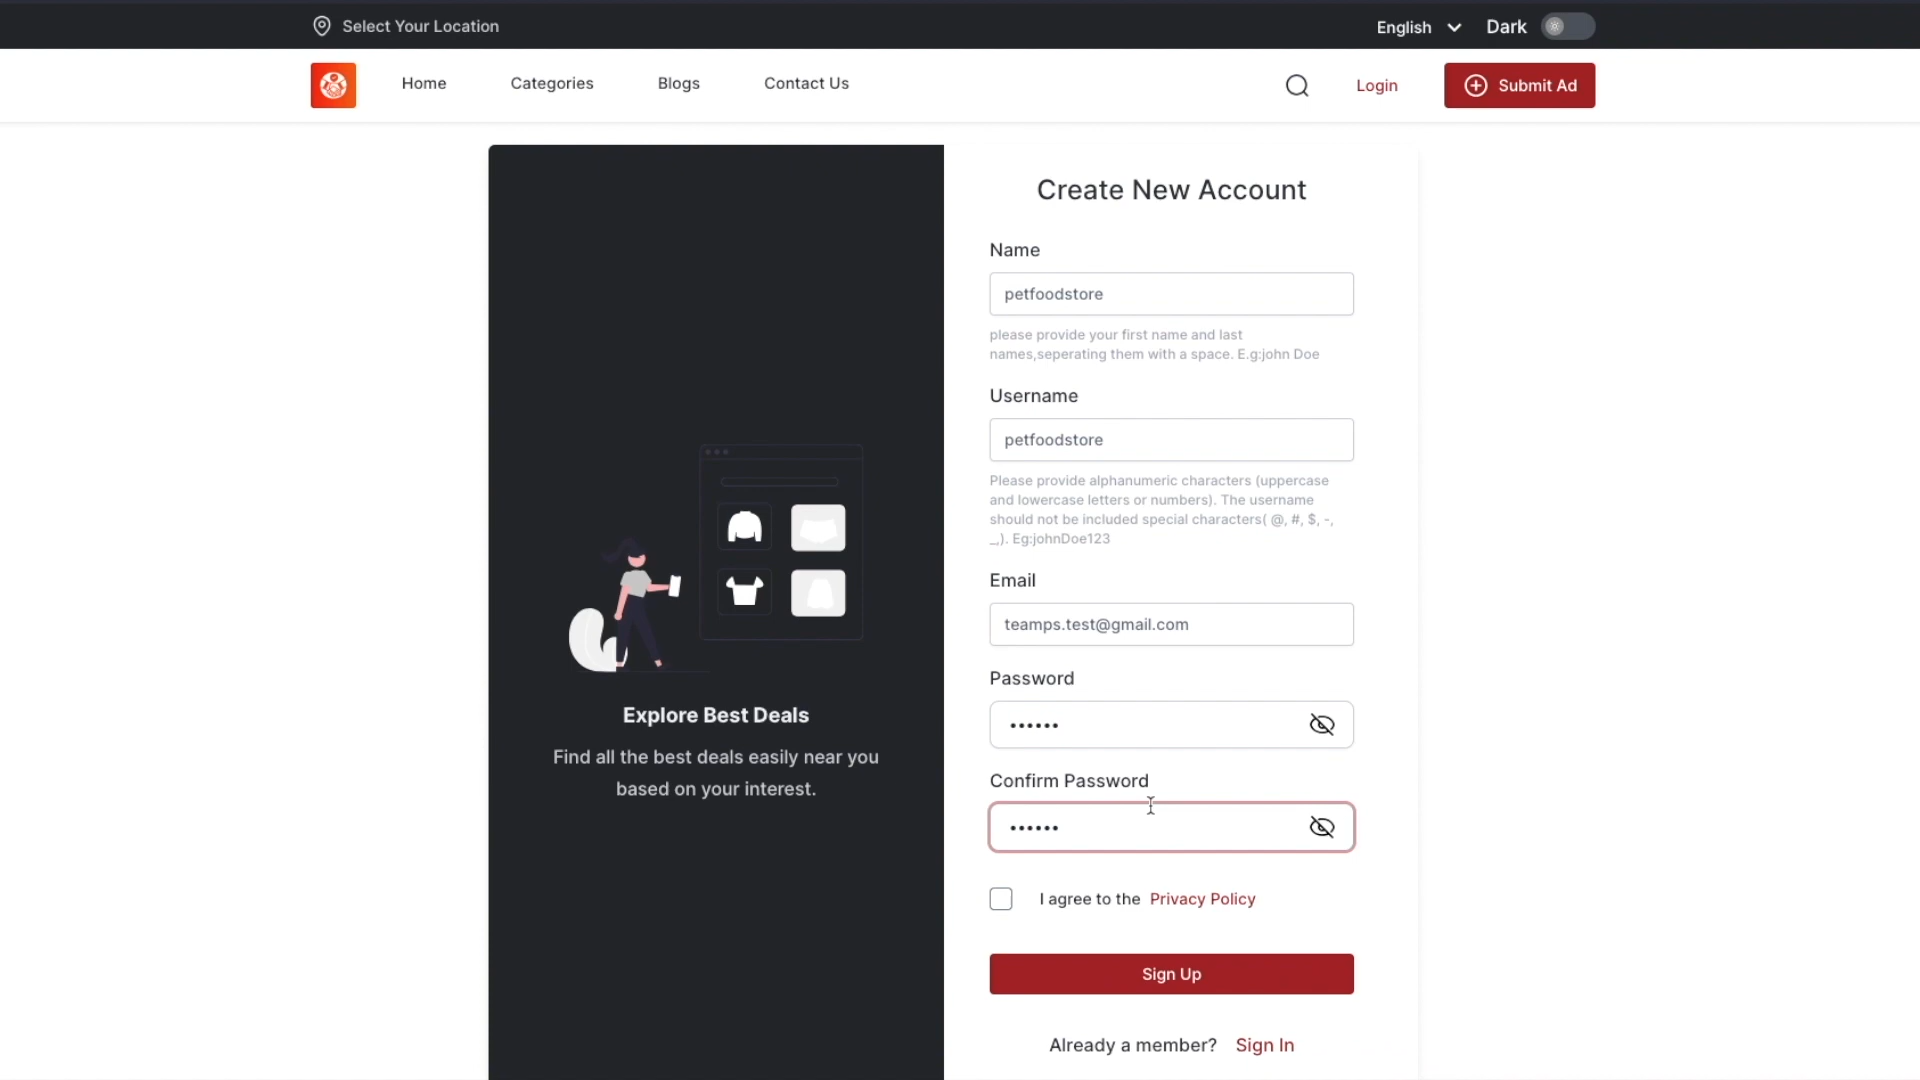 Select Your Location
English
Dark
Home
Categories
Blogs
Contact Us
Login
Submit Ad
Explore Best Deals
Find all the best deals easily near you
based on your interest.
Create New Account
Name
petfoodstore
please provide your first name and last
names,seperating them with a space. E.g:john Doe
Username
petfoodstore
Please provide alphanumeric characters (uppercase
and lowercase letters or numbers). The username
should not be included special characters( @, #, $, -,
_,). Eg:johnDoe123
Email
teamps.test@gmail.com
Password
••••••
Confirm Password
••••••
I agree to the Privacy Policy
Sign Up
Already a member? Sign In